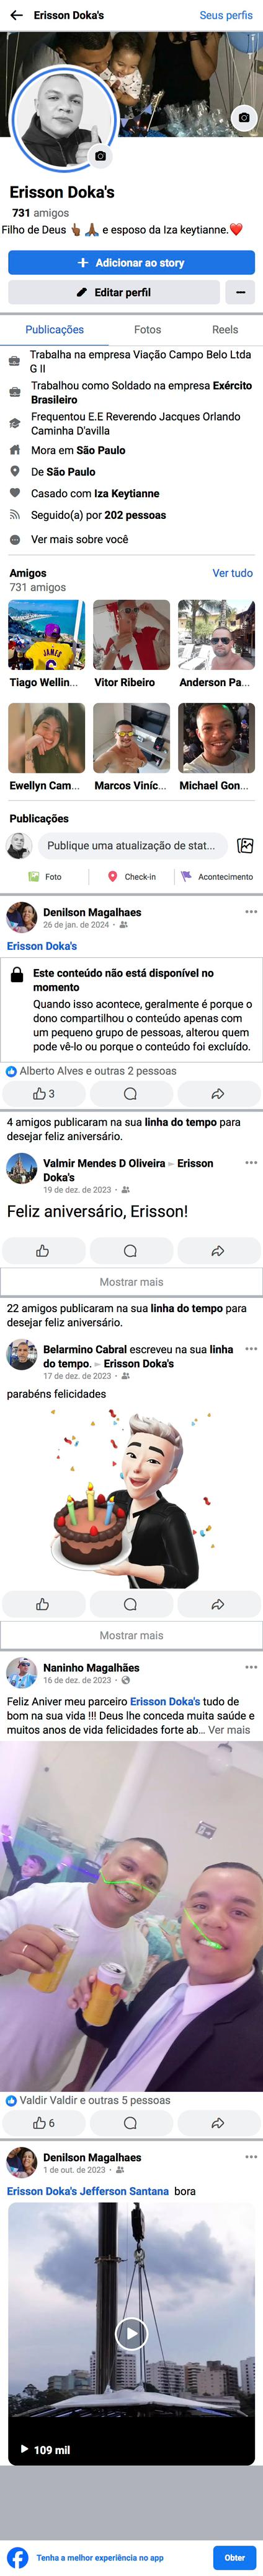 Erisson Doka's
Seus perfis
Erisson Doka's
731 amigos
Filho de Deus 👆🏾 🙏🏾 e esposo da Iza keytianne.❤️
Adicionar ao story
Editar perfil
Publicações
Fotos
Reels
Trabalha na empresa Viação Campo Belo Ltda
G II
Trabalhou como Soldado na empresa Exército
Brasileiro
Frequentou E.E Reverendo Jacques Orlando
Caminha D'avilla
Mora em São Paulo
De São Paulo
Casado com Iza Keytianne
Seguido(a) por 202 pessoas
Ver mais sobre você
Amigos
Ver tudo
731 amigos
JAMES
6
Tiago Wellin...
Vitor Ribeiro
Anderson Pa...
Ewellyn Cam...
Marcos Viníc...
Michael Gon...
Publicações
Publique uma atualização de stat...
Foto
Check-in
Acontecimento
Denilson Magalhaes
26 de jan. de 2024 ·
Erisson Doka's
Este conteúdo não está disponível no
momento
Quando isso acontece, geralmente é porque o
dono compartilhou o conteúdo apenas com
um pequeno grupo de pessoas, alterou quem
pode vê-lo ou porque o conteúdo foi excluído.
Alberto Alves e outras 2 pessoas
3
4 amigos publicaram na sua linha do tempo para
desejar feliz aniversário.
Valmir Mendes D Oliveira ▸ Erisson
Doka's
19 de dez. de 2023 ·
Feliz aniversário, Erisson!
Mostrar mais
22 amigos publicaram na sua linha do tempo para
desejar feliz aniversário.
Belarmino Cabral escreveu na sua linha
do tempo. ▸ Erisson Doka's
17 de dez. de 2023 ·
parabéns felicidades
Mostrar mais
Naninho Magalhães
16 de dez. de 2023 ·
Feliz Aniver meu parceiro Erisson Doka's tudo de
bom na sua vida !!! Deus lhe conceda muita saúde e
muitos anos de vida felicidades forte ab... Ver mais
Valdir Valdir e outras 5 pessoas
6
Denilson Magalhaes
1 de out. de 2023 ·
Erisson Doka's Jefferson Santana bora
109 mil
Tenha a melhor experiência no app
Obter